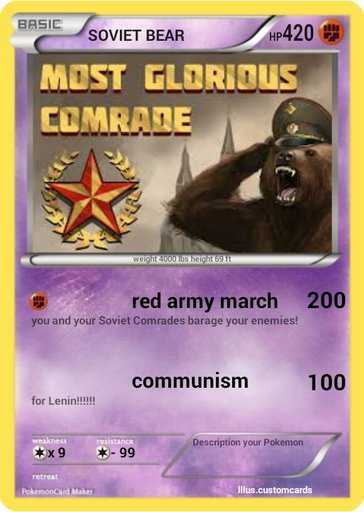 BASIC
SOVIET BEAR
HP420
MOST GLORIOUS
COMRADE
weight 4000 lbs height 69 ft
red army march 200
you and your Soviet Comrades barage your enemies!
communism 100
for Lenin!!!!!!
weakness resistance
x 9 - 99
Description your Pokemon
retreat
PokemonCard Maker
Illus.customcards